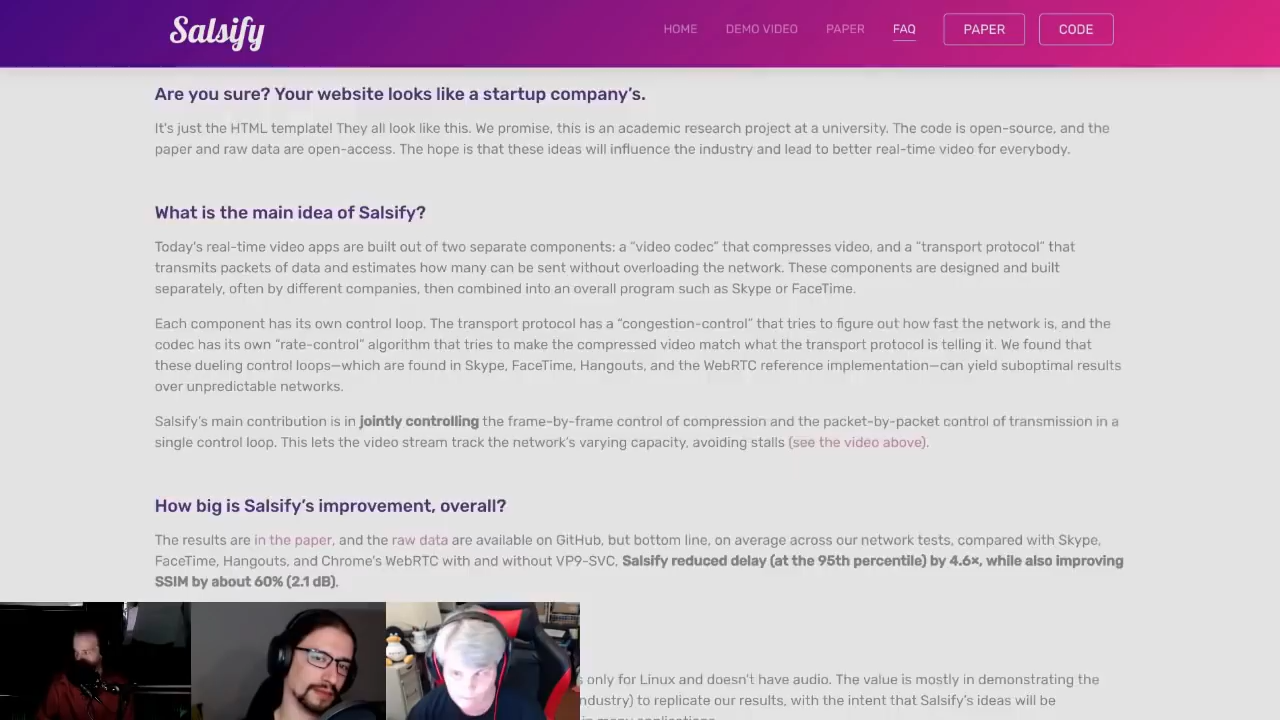 Salsify
HOME DEMO VIDEO PAPER FAQ PAPER CODE
Are you sure? Your website looks like a startup company's.
It's just the HTML template! They all look like this. We promise, this is an academic research project at a university. The code is open-source, and the
paper and raw data are open-access. The hope is that these ideas will influence the industry and lead to better real-time video for everybody.
What is the main idea of Salsify?
Today's real-time video apps are built out of two separate components: a “video codec” that compresses video, and a “transport protocol” that
transmits packets of data and estimates how many can be sent without overloading the network. These components are designed and built
separately, often by different companies, then combined into an overall program such as Skype or FaceTime.
Each component has its own control loop. The transport protocol has a “congestion-control” that tries to figure out how fast the network is, and the
codec has its own “rate-control” algorithm that tries to make the compressed video match what the transport protocol is telling it. We found that
these dueling control loops—which are found in Skype, FaceTime, Hangouts, and the WebRTC reference implementation—can yield suboptimal results
over unpredictable networks.
Salsify's main contribution is in jointly controlling the frame-by-frame control of compression and the packet-by-packet control of transmission in a
single control loop. This lets the video stream track the network's varying capacity, avoiding stalls (see the video above).
How big is Salsify's improvement, overall?
The results are in the paper, and the raw data are available on GitHub, but bottom line, on average across our network tests, compared with Skype,
FaceTime, Hangouts, and Chrome's WebRTC with and without VP9-SVC, Salsify reduced delay (at the 95th percentile) by 4.6×, while also improving
SSIM by about 60% (2.1 dB).
only for Linux and doesn't have audio. The value is mostly in demonstrating the
to replicate our results, with the intent that Salsify's ideas will be
in many applications.